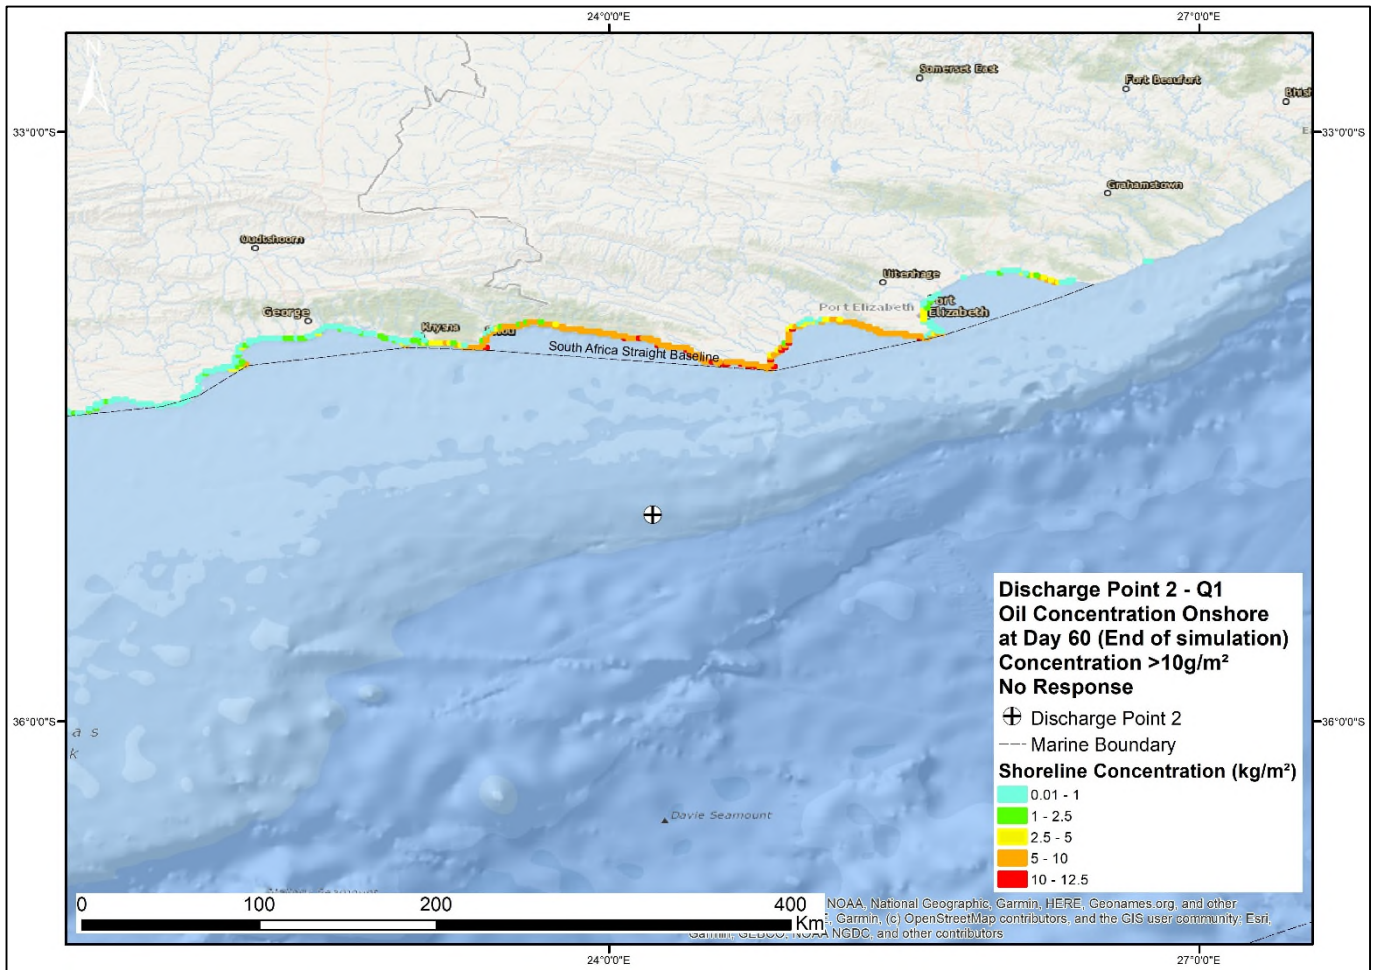 24°0'0"E
27°0'0"E
N
Somerset East
Fort Beaufort
Bhish
33°0'0"S
33°0'0"S
Grahamstown
Oudtshoorn
Uitenhage
Port Elizabeth
Port
Elizabeth
George
Knysna
South Africa Straight Baseline
Discharge Point 2 - Q1
Oil Concentration Onshore
at Day 60 (End of simulation)
Concentration >10g/m²
No Response
Discharge Point 2
Marine Boundary
Shoreline Concentration (kg/m²)
0.01 - 1
1 - 2.5
2.5 - 5
5 - 10
10 - 12.5
36°0'0"S
36°0'0"S
a s
k
Davie Seamount
0 100 200 400
Km
NOAA, National Geographic, Garmin, HERE, Geonames.org, and other
Garmin, (c) OpenStreetMap contributors, and the GIS user community; Esri,
Garmin, GEBCO, NOAA NGDC, and other contributors
24°0'0"E
27°0'0"E